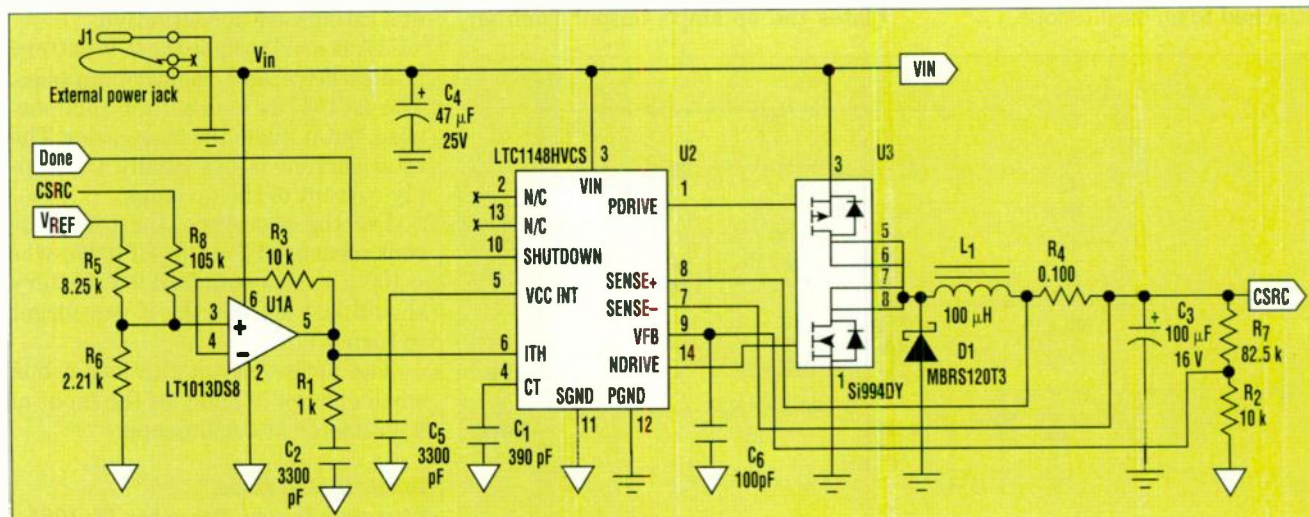 J1
x
V_in
External power jack
VIN
+
C4
47 µF
25V
Done
CSRC
VREF
R5
8.25 k
R8
105 k
R3
10 k
U1A
6
3
+
4
-
5
2
LT1013DS8
R6
2.21 k
R1
1 k
C2
3300
pF
C5
3300
pF
C1
390 pF
LTC1148HVCS
U2
3
VIN
x
2
N/C
x
13
N/C
10
SHUTDOWN
5
VCC INT
6
ITH
4
CT
SGND
11
PGND
12
PDRIVE
1
SENSE+
8
SENSE-
7
VFB
9
NDRIVE
14
C6
100pF
3
U3
5
6
7
8
1
Si994DY
L1
100 µH
D1
MBRS120T3
R4
0.100
+
C3
100 µF
16 V
CSRC
R7
82.5 k
R2
10 k